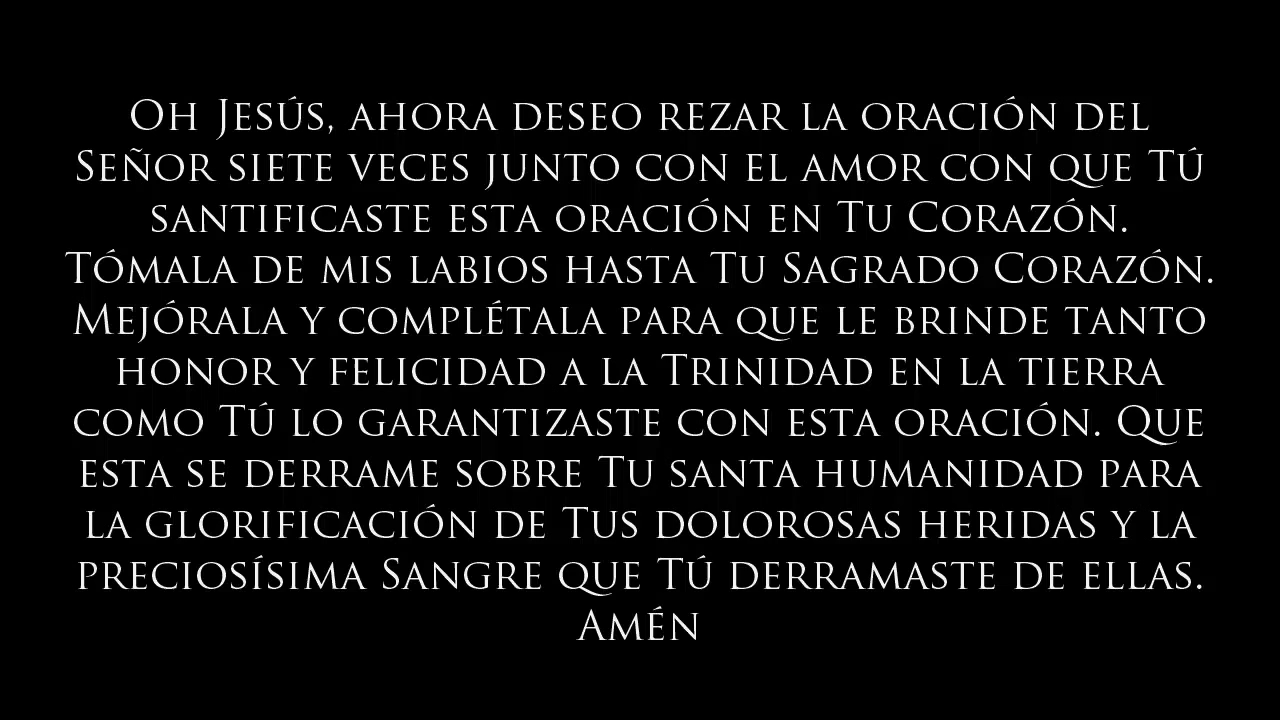 Oh Jesús, ahora deseo rezar la oración del
Señor siete veces junto con el amor con que Tú
santificaste esta oración en Tu Corazón.
Tómala de mis labios hasta Tu Sagrado Corazón.
Mejórala y complétala para que le brinde tanto
honor y felicidad a la Trinidad en la tierra
como Tú lo garantizaste con esta oración. Que
esta se derrame sobre Tu santa humanidad para
la glorificación de Tus dolorosas heridas y la
preciosísima Sangre que Tú derramaste de ellas.
Amén